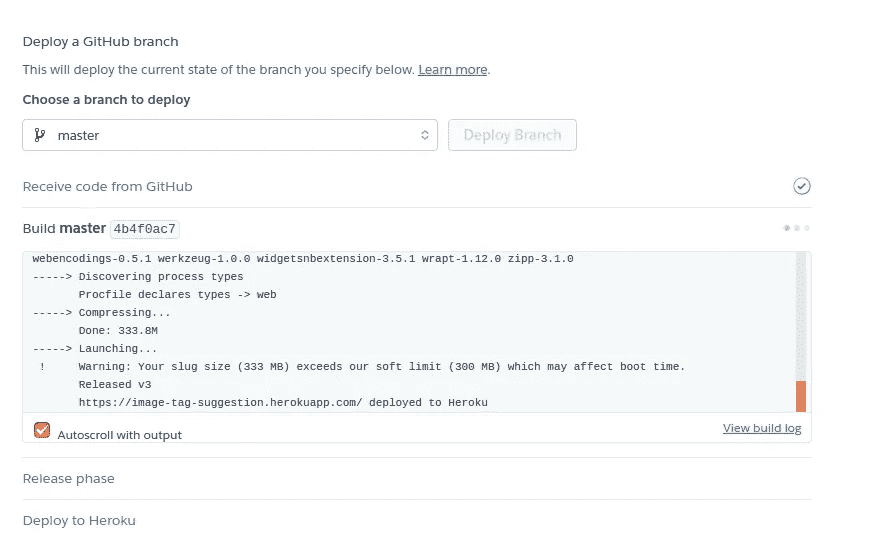 Deploy a GitHub branch
This will deploy the current state of the branch you specify below. Learn more.
Choose a branch to deploy
master
Deploy Branch
Receive code from GitHub
Build master 4b4f0ac7
webencodings-0.5.1 werkzeug-1.0.0 widgetsnbextension-3.5.1 wrapt-1.12.0 zipp-3.1.0
-----> Discovering process types
Procfile declares types -> web
-----> Compressing...
Done: 333.8M
-----> Launching...
! Warning: Your slug size (333 MB) exceeds our soft limit (300 MB) which may affect boot time.
Released v3
https://image-tag-suggestion.herokuapp.com/ deployed to Heroku
Autoscroll with output
View build log
Release phase
Deploy to Heroku